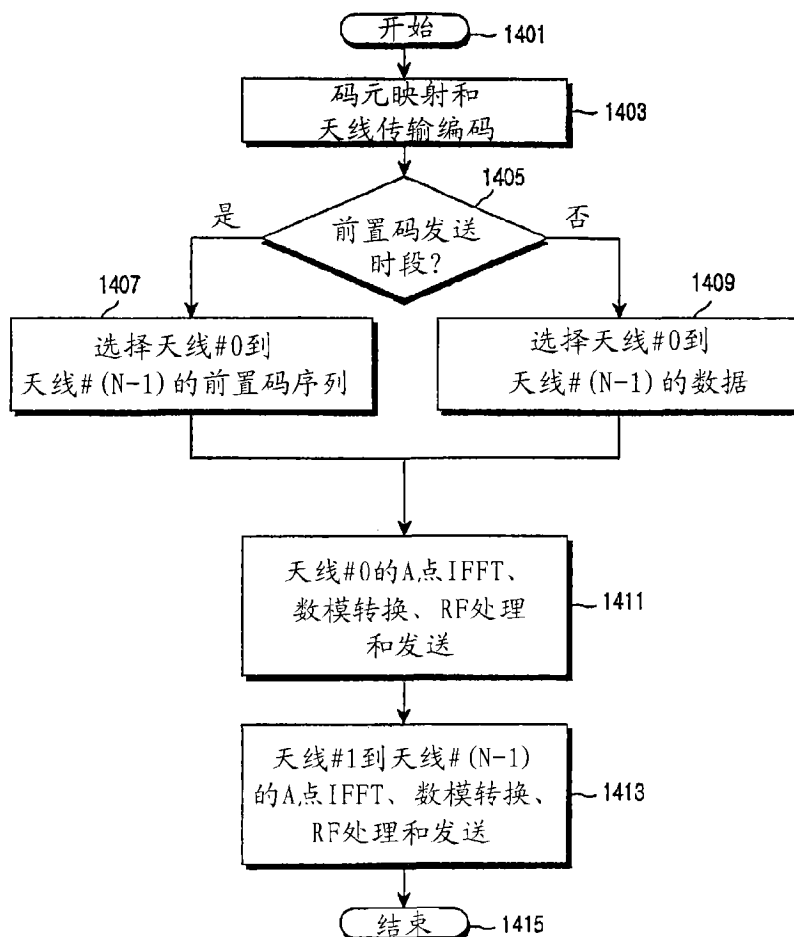 开始
1401
码元映射和
天线传输编码
1403
1405
前置码发送
时段?
是
否
1407
选择天线#0到
天线#(N-1)的前置码序列
1409
选择天线#0到
天线#(N-1)的数据
天线#0的A点IFFT、
数模转换、RF处理
和发送
1411
天线#1到天线#(N-1)
的A点IFFT、数模转换、
RF处理和发送
1413
结束
1415